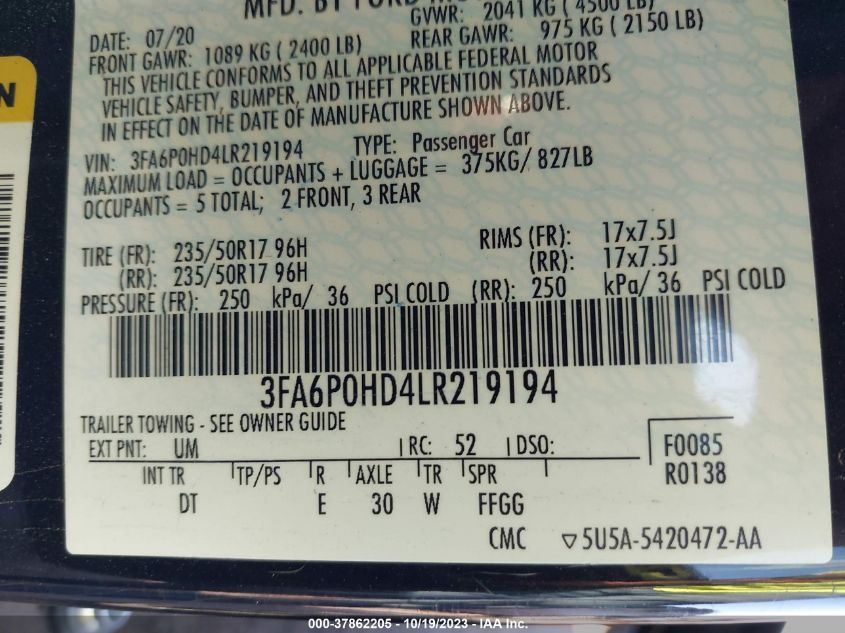 MFD. BY FORD MO
DATE: 07/20 GVWR: 2041 KG ( 4500 LB)
FRONT GAWR: 1089 KG ( 2400 LB) REAR GAWR: 975 KG ( 2150 LB)
THIS VEHICLE CONFORMS TO ALL APPLICABLE FEDERAL MOTOR
VEHICLE SAFETY, BUMPER, AND THEFT PREVENTION STANDARDS
IN EFFECT ON THE DATE OF MANUFACTURE SHOWN ABOVE.
VIN: 3FA6P0HD4LR219194 TYPE: Passenger Car
MAXIMUM LOAD = OCCUPANTS + LUGGAGE = 375KG/ 827LB
OCCUPANTS = 5 TOTAL; 2 FRONT, 3 REAR
TIRE (FR): 235/50R17 96H RIMS (FR): 17x7.5J
(RR): 235/50R17 96H (RR): 17x7.5J
PRESSURE (FR): 250 kPa/ 36 PSI COLD (RR): 250 kPa/ 36 PSI COLD
3FA6P0HD4LR219194
TRAILER TOWING - SEE OWNER GUIDE
EXT PNT: UM RC: 52 DSO: F0085
INT TR TP/PS R AXLE TR SPR R0138
DT E 30 W FFGG
CMC ▽5U5A-5420472-AA
N
000-37862205 - 10/19/2023 - IAA Inc.